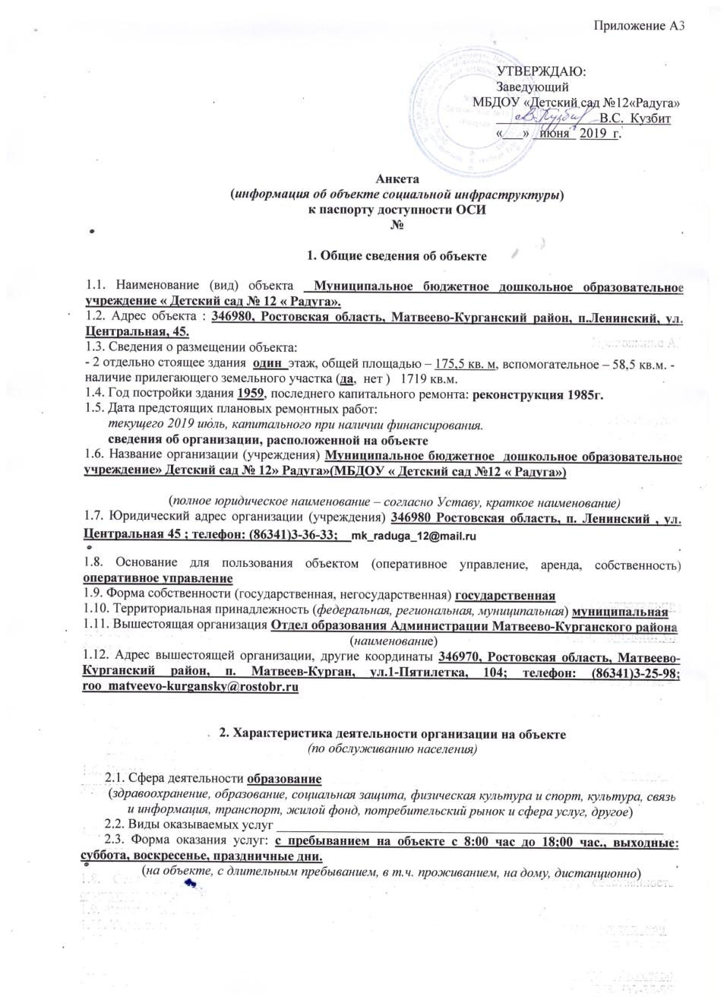 Приложение А3
УТВЕРЖДАЮ:
Заведующий
МБДОУ «Детский сад №12«Радуга»
В.С. Кузбит
«___» июня 2019 г.
Анкета
(информация об объекте социальной инфраструктуры)
к паспорту доступности ОСИ
№
1. Общие сведения об объекте
1.1. Наименование (вид) объекта Муниципальное бюджетное дошкольное образовательное
учреждение « Детский сад № 12 « Радуга».
1.2. Адрес объекта : 346980, Ростовская область, Матвеево-Курганский район, п.Ленинский, ул.
Центральная, 45.
1.3. Сведения о размещении объекта:
- 2 отдельно стоящее здания один этаж, общей площадью – 175,5 кв. м, вспомогательное – 58,5 кв.м. -
наличие прилегающего земельного участка (да, нет ) 1719 кв.м.
1.4. Год постройки здания 1959, последнего капитального ремонта: реконструкция 1985г.
1.5. Дата предстоящих плановых ремонтных работ:
текущего 2019 июль, капитального при наличии финансирования.
сведения об организации, расположенной на объекте
1.6. Название организации (учреждения) Муниципальное бюджетное дошкольное образовательное
учреждение» Детский сад № 12» Радуга»(МБДОУ « Детский сад №12 « Радуга»)
(полное юридическое наименование – согласно Уставу, краткое наименование)
1.7. Юридический адрес организации (учреждения) 346980 Ростовская область, п. Ленинский , ул.
Центральная 45 ; телефон: (86341)3-36-33; mk_raduga_12@mail.ru
1.8. Основание для пользования объектом (оперативное управление, аренда, собственность)
оперативное управление
1.9. Форма собственности (государственная, негосударственная) государственная
1.10. Территориальная принадлежность (федеральная, региональная, муниципальная) муниципальная
1.11. Вышестоящая организация Отдел образования Администрации Матвеево-Курганского района
(наименование)
1.12. Адрес вышестоящей организации, другие координаты 346970, Ростовская область, Матвеево-
Курганский район, п. Матвеев-Курган, ул.1-Пятилетка, 104; телефон: (86341)3-25-98;
roo_matveevo-kurgansky@rostobr.ru
2. Характеристика деятельности организации на объекте
(по обслуживанию населения)
2.1. Сфера деятельности образование
(здравоохранение, образование, социальная защита, физическая культура и спорт, культура, связь
и информация, транспорт, жилой фонд, потребительский рынок и сфера услуг, другое)
2.2. Виды оказываемых услуг
2.3. Форма оказания услуг: с пребыванием на объекте с 8:00 час до 18;00 час., выходные:
суббота, воскресенье, праздничные дни.
(на объекте, с длительным пребыванием, в т.ч. проживанием, на дому, дистанционно)